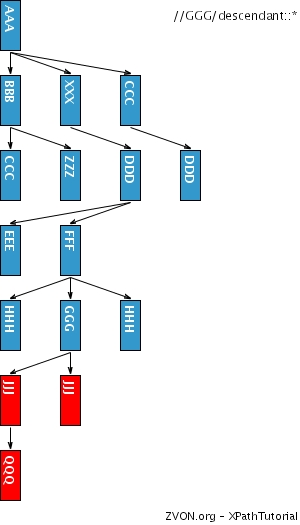 //GGG/descendant::*
AAA
BBB
XXX
CCC
CCC
ZZZ
DDD
DDD
EEE
FFF
HHH
GGG
HHH
JJJ
JJJ
QQQ
ZVON.org - XPathTutorial